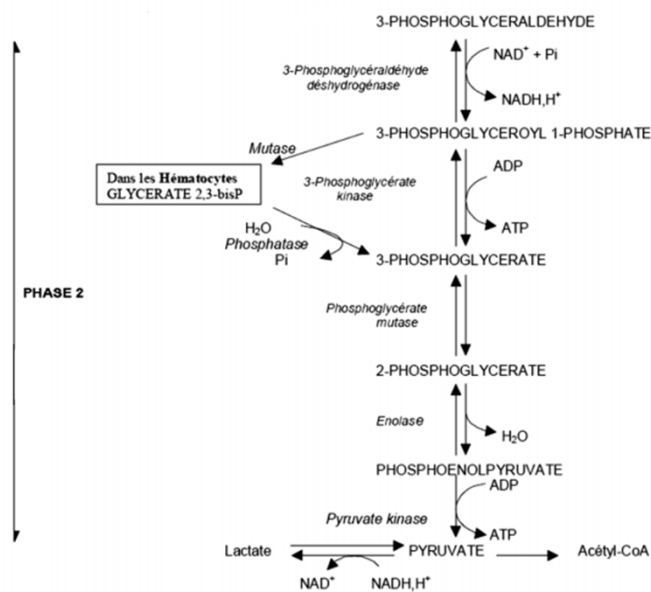 3-PHOSPHOGLYCERALDEHYDE
3-Phosphoglycéraldéhyde
déshydrogénase
NAD⁺ + Pi
NADH,H⁺
3-PHOSPHOGLYCEROYL 1-PHOSPHATE
Mutase
Dans les Hématocytes
GLYCERATE 2,3-bisP
3-Phosphoglycérate
kinase
ADP
ATP
H₂O
Phosphatase
Pi
3-PHOSPHOGLYCERATE
PHASE 2
Phosphoglycérate
mutase
2-PHOSPHOGLYCERATE
Enolase
H₂O
PHOSPHOENOLPYRUVATE
ADP
Pyruvate kinase
ATP
Lactate
PYRUVATE
Acétyl-CoA
NAD⁺
NADH,H⁺